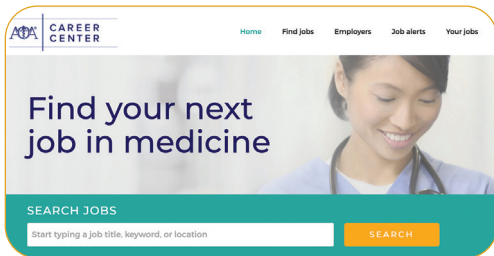 AOA
CAREER
CENTER
Home Find jobs Employers Job alerts Your jobs
Find your next
job in medicine
SEARCH JOBS
Start typing a job title, keyword, or location
SEARCH